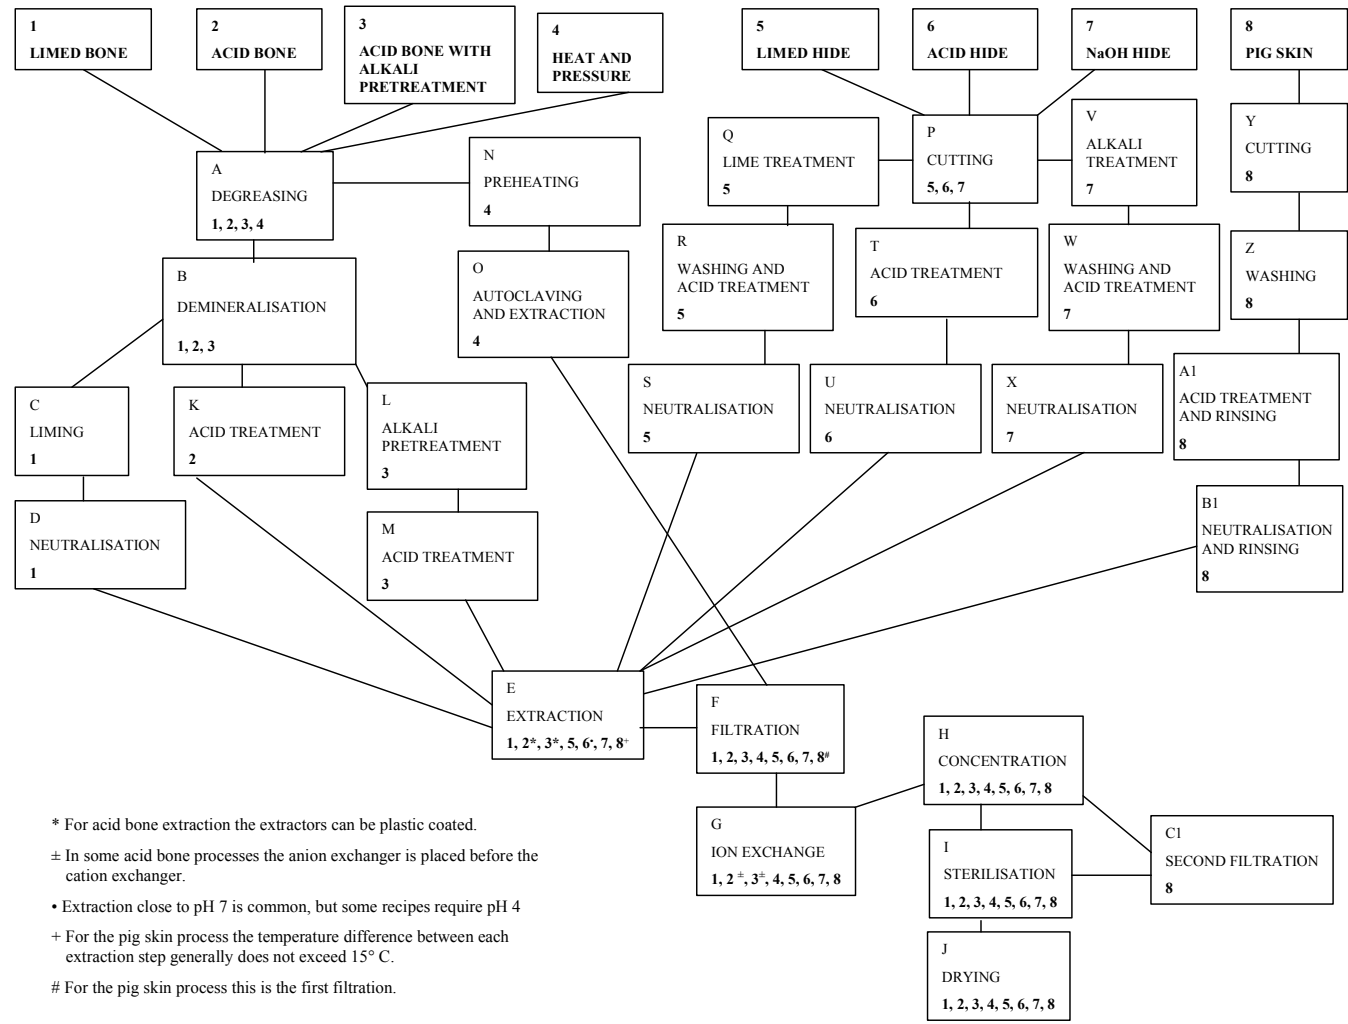 1
LIMED BONE
2
ACID BONE
3
ACID BONE WITH
ALKALI
PRETREATMENT
4
HEAT AND
PRESSURE
5
LIMED HIDE
6
ACID HIDE
7
NaOH HIDE
8
PIG SKIN
A
DEGREASING
1, 2, 3, 4
N
PREHEATING
4
Q
LIME TREATMENT
5
P
CUTTING
5, 6, 7
V
ALKALI
TREATMENT
7
Y
CUTTING
8
B
DEMINERALISATION
1, 2, 3
O
AUTOCLAVING
AND EXTRACTION
4
R
WASHING AND
ACID TREATMENT
5
T
ACID TREATMENT
6
W
WASHING AND
ACID TREATMENT
7
Z
WASHING
8
C
LIMING
1
K
ACID TREATMENT
2
L
ALKALI
PRETREATMENT
3
S
NEUTRALISATION
5
U
NEUTRALISATION
6
X
NEUTRALISATION
7
A1
ACID TREATMENT
AND RINSING
8
D
NEUTRALISATION
1
M
ACID TREATMENT
3
B1
NEUTRALISATION
AND RINSING
8
E
EXTRACTION
1, 2*, 3*, 5, 6•, 7, 8+
F
FILTRATION
1, 2, 3, 4, 5, 6, 7, 8#
H
CONCENTRATION
1, 2, 3, 4, 5, 6, 7, 8
G
ION EXCHANGE
1, 2 ±, 3±, 4, 5, 6, 7, 8
I
STERILISATION
1, 2, 3, 4, 5, 6, 7, 8
C1
SECOND FILTRATION
8
J
DRYING
1, 2, 3, 4, 5, 6, 7, 8
* For acid bone extraction the extractors can be plastic coated.
± In some acid bone processes the anion exchanger is placed before the
cation exchanger.
• Extraction close to pH 7 is common, but some recipes require pH 4
+ For the pig skin process the temperature difference between each
extraction step generally does not exceed 15° C.
# For the pig skin process this is the first filtration.